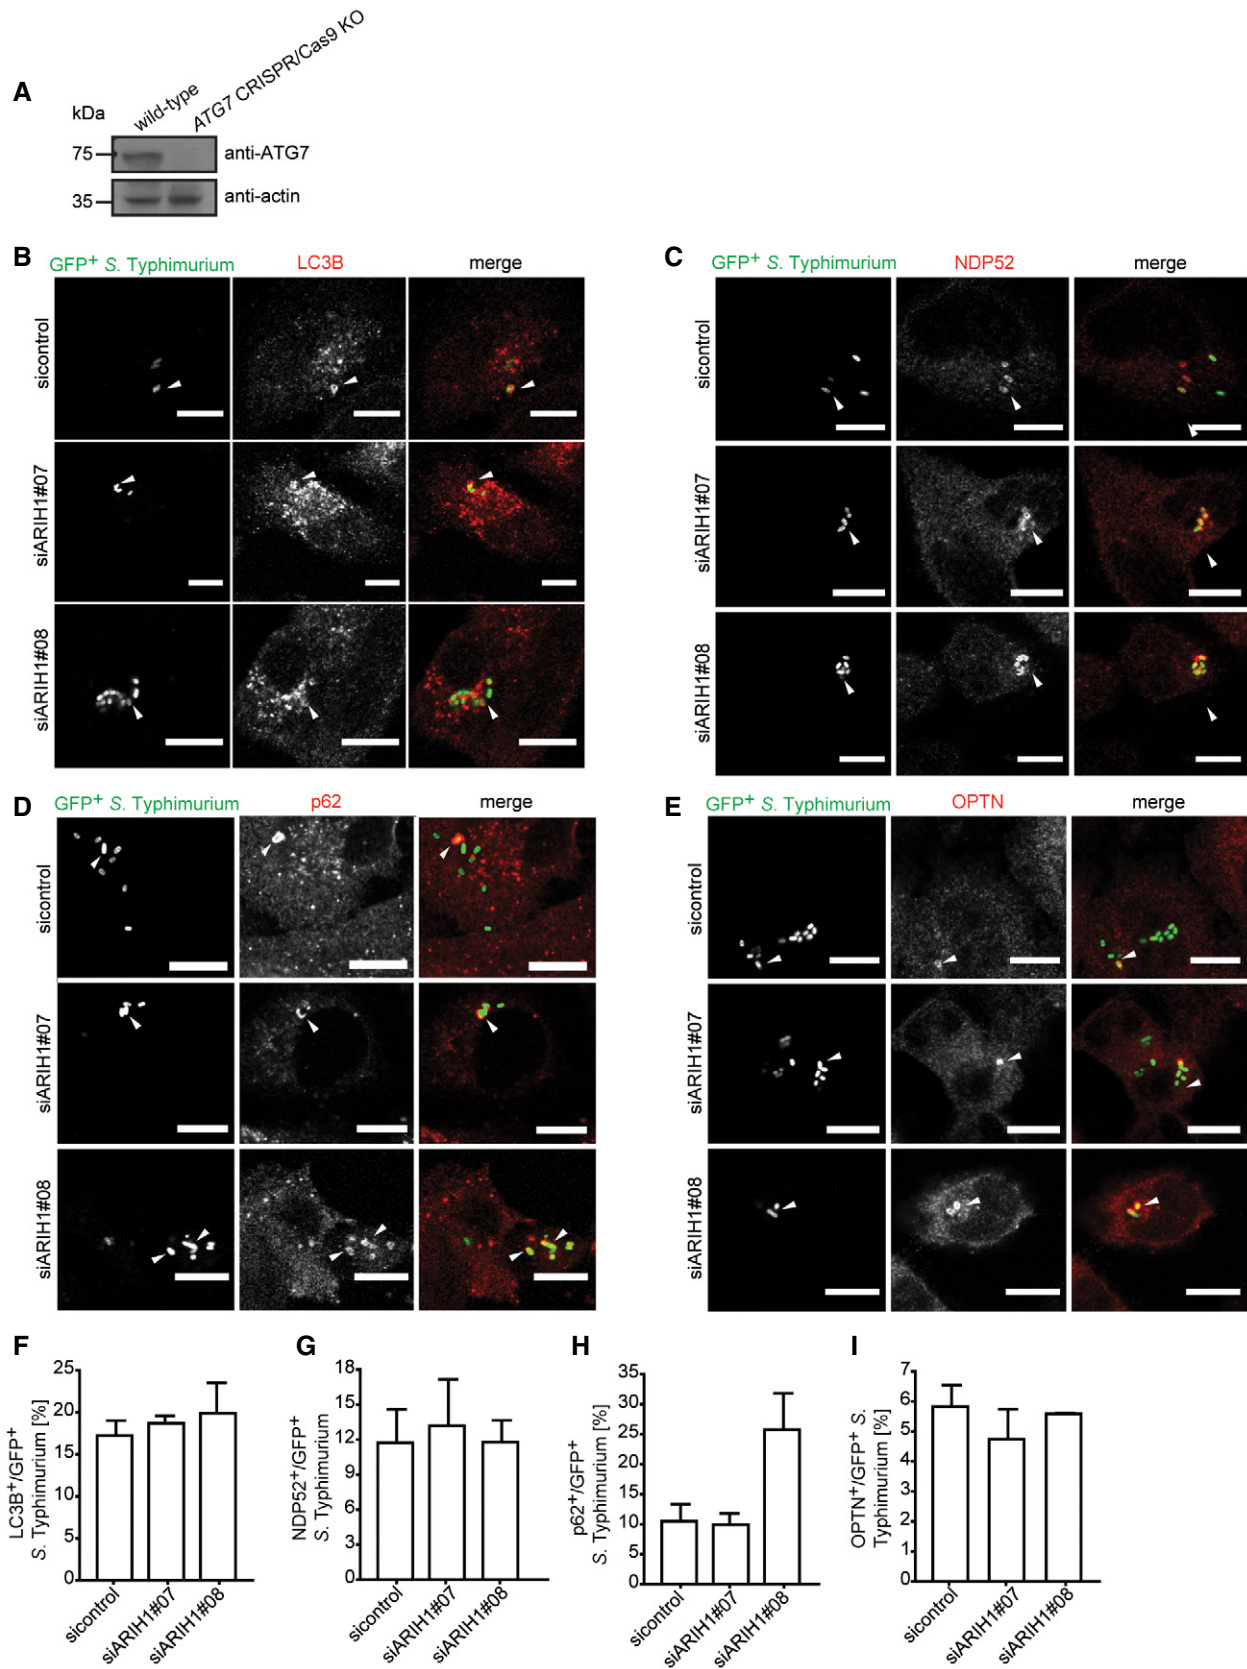 A
kDa
wild-type
ATG7 CRISPR/Cas9 KO
75
anti-ATG7
35
anti-actin
B
GFP+ S. Typhimurium
LC3B
merge
sicontrol
siARIH1#07
siARIH1#08
C
GFP+ S. Typhimurium
NDP52
merge
sicontrol
siARIH1#07
siARIH1#08
D
GFP+ S. Typhimurium
p62
merge
sicontrol
siARIH1#07
siARIH1#08
E
GFP+ S. Typhimurium
OPTN
merge
sicontrol
siARIH1#07
siARIH1#08
F
LC3B+/GFP+
S. Typhimurium [%]
25
20
15
10
5
0
sicontrol
siARIH1#07
siARIH1#08
G
NDP52+/GFP+
S. Typhimurium
18
15
12
9
6
3
0
sicontrol
siARIH1#07
siARIH1#08
H
p62+/GFP+
S. Typhimurium [%]
35
30
25
20
15
10
5
0
sicontrol
siARIH1#07
siARIH1#08
I
OPTN+/GFP+ S.
Typhimurium [%]
7
6
5
4
3
2
1
0
sicontrol
siARIH1#07
siARIH1#08